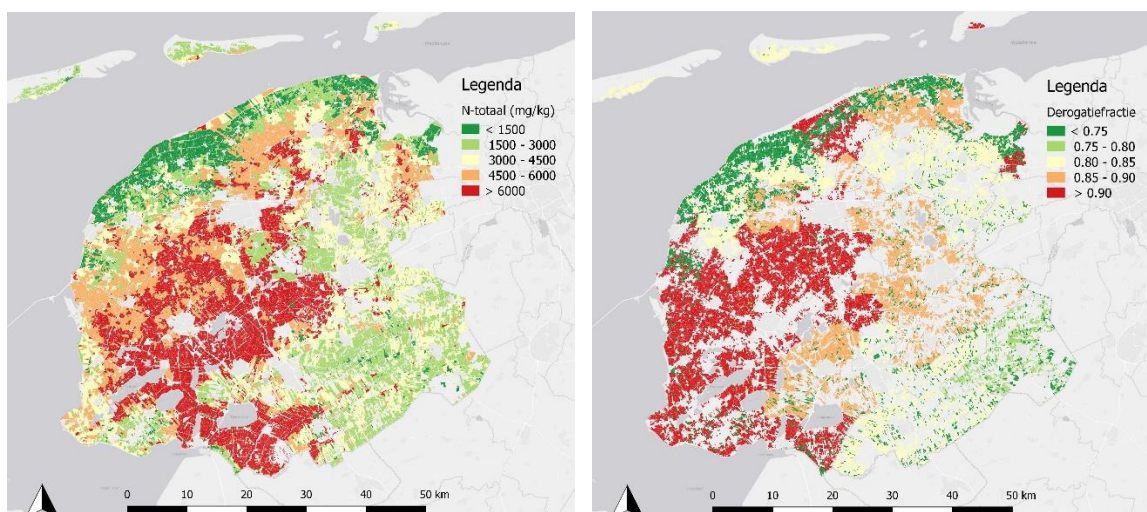 Legenda
N-totaal (mg/kg)
< 1500
1500 - 3000
3000 - 4500
4500 - 6000
> 6000
0 10 20 30 40 50 km
Legenda
Derogatiefractie
< 0.75
0.75 - 0.80
0.80 - 0.85
0.85 - 0.90
> 0.90
0 10 20 30 40 50 km